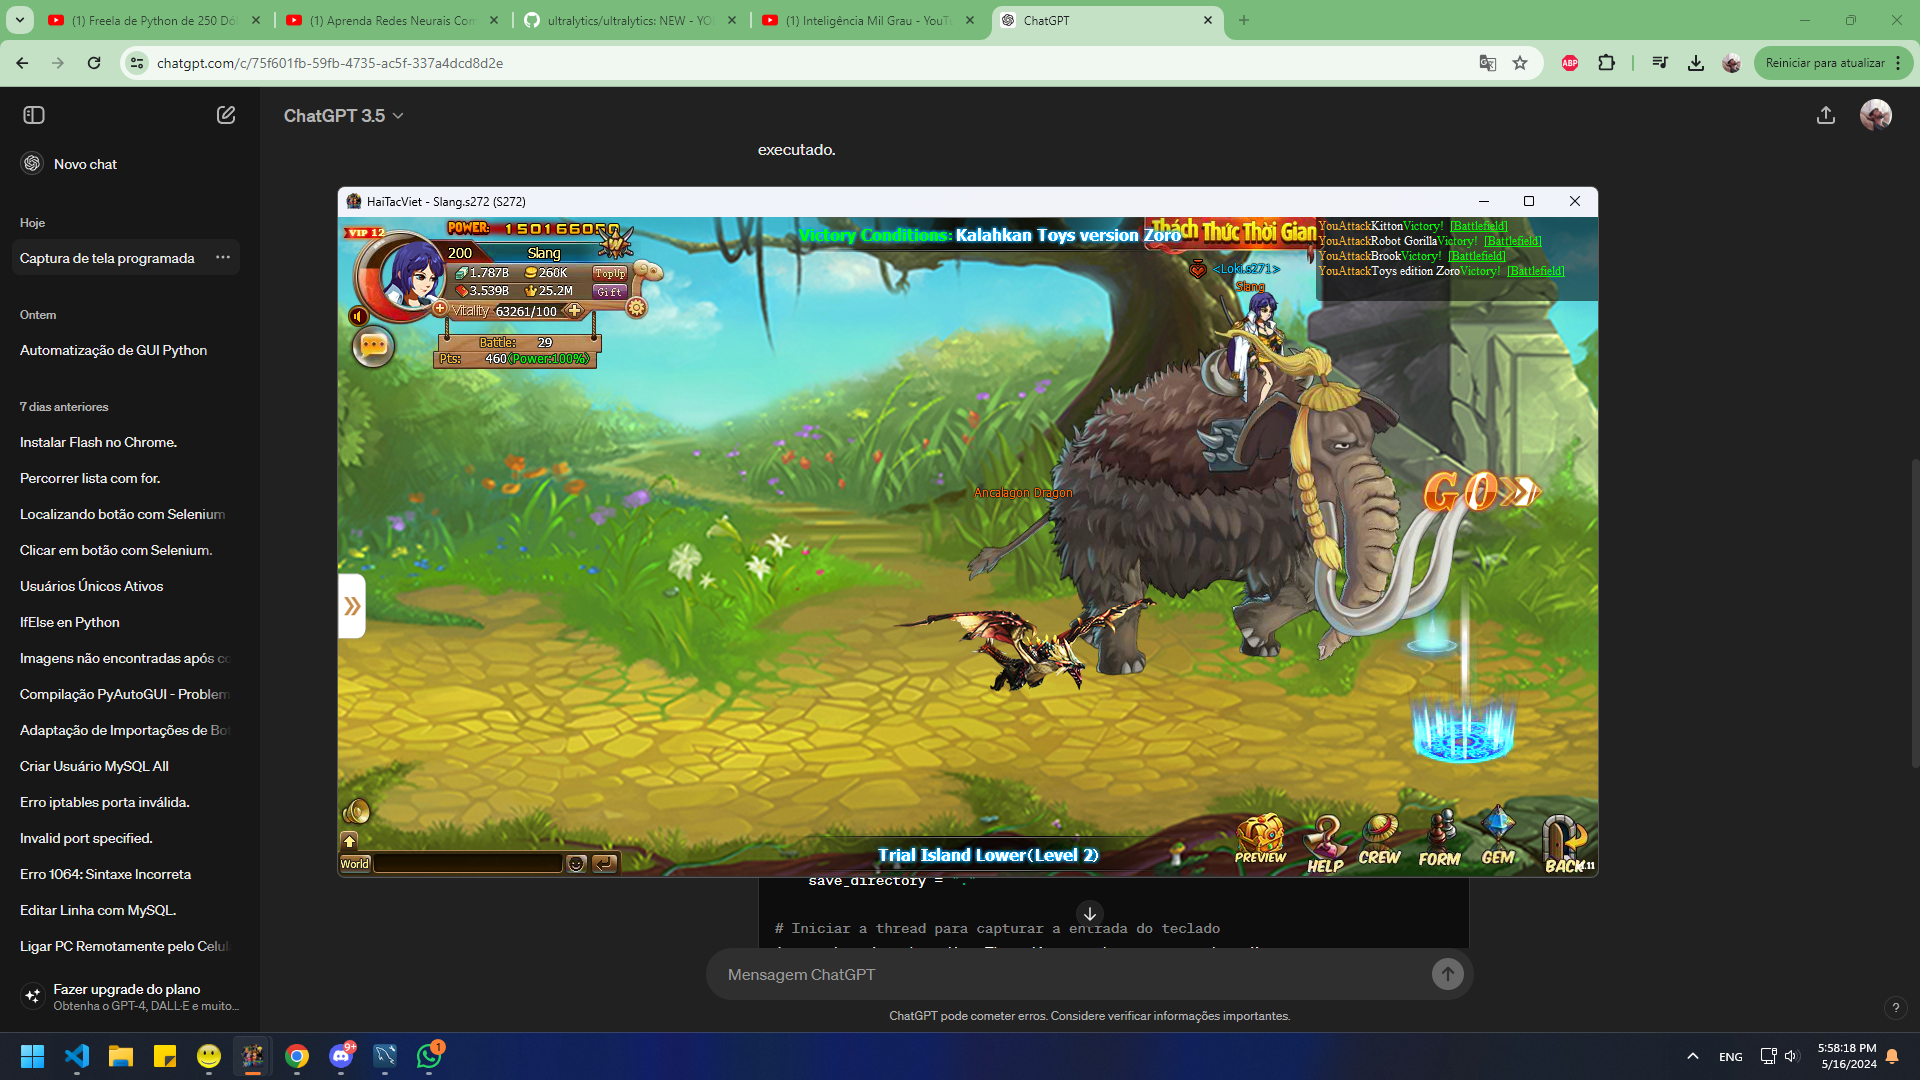 (1) Freela de Python de 250 Dól
(1) Aprenda Redes Neurais Com
ultralytics/ultralytics: NEW - YO
(1) Inteligência Mil Grau - YouTu
ChatGPT
chatgpt.com/c/75f601fb-59fb-4735-ac5f-337a4dcd8d2e
ABP
Reiniciar para atualizar
ChatGPT 3.5
Novo chat
Hoje
Captura de tela programada
Ontem
Automatização de GUI Python
7 dias anteriores
Instalar Flash no Chrome.
Percorrer lista com for.
Localizando botão com Selenium
Clicar em botão com Selenium.
Usuários Únicos Ativos
IfElse en Python
Imagens não encontradas após co
Compilação PyAutoGUI - Problem
Adaptação de Importações de Bot
Criar Usuário MySQL All
Erro iptables porta inválida.
Invalid port specified.
Erro 1064: Sintaxe Incorreta
Editar Linha com MySQL.
Ligar PC Remotamente pelo Celul
Fazer upgrade do plano
Obtenha o GPT-4, DALL·E e muito...
executado.
HaiTacViet - Slang.s272 (S272)
VIP 12
POWER: 150166050
200 Slang
1.787B 260K TopUp
3.539B 25.2M Gift
Vitality 63261/100
Battle: 29
Pts: 460(Power:100%)
Victory Conditions: Kalahkan Toys version Zoro
Thách Thức Thời Gian
YouAttackKittonVictory! [Battlefield]
YouAttackRobot GorillaVictory! [Battlefield]
YouAttackBrookVictory! [Battlefield]
YouAttackToys edition ZoroVictory! [Battlefield]
<Loki.s271>
Slang
Ancalagon Dragon
GO
World
Trial Island Lower(Level 2)
PREVIEW
HELP
CREW
FORM
GEM
BACK
save_directory = "."
# Iniciar a thread para capturar a entrada do teclado
Mensagem ChatGPT
ChatGPT pode cometer erros. Considere verificar informações importantes.
?
9+
1
ENG
5:58:18 PM
5/16/2024